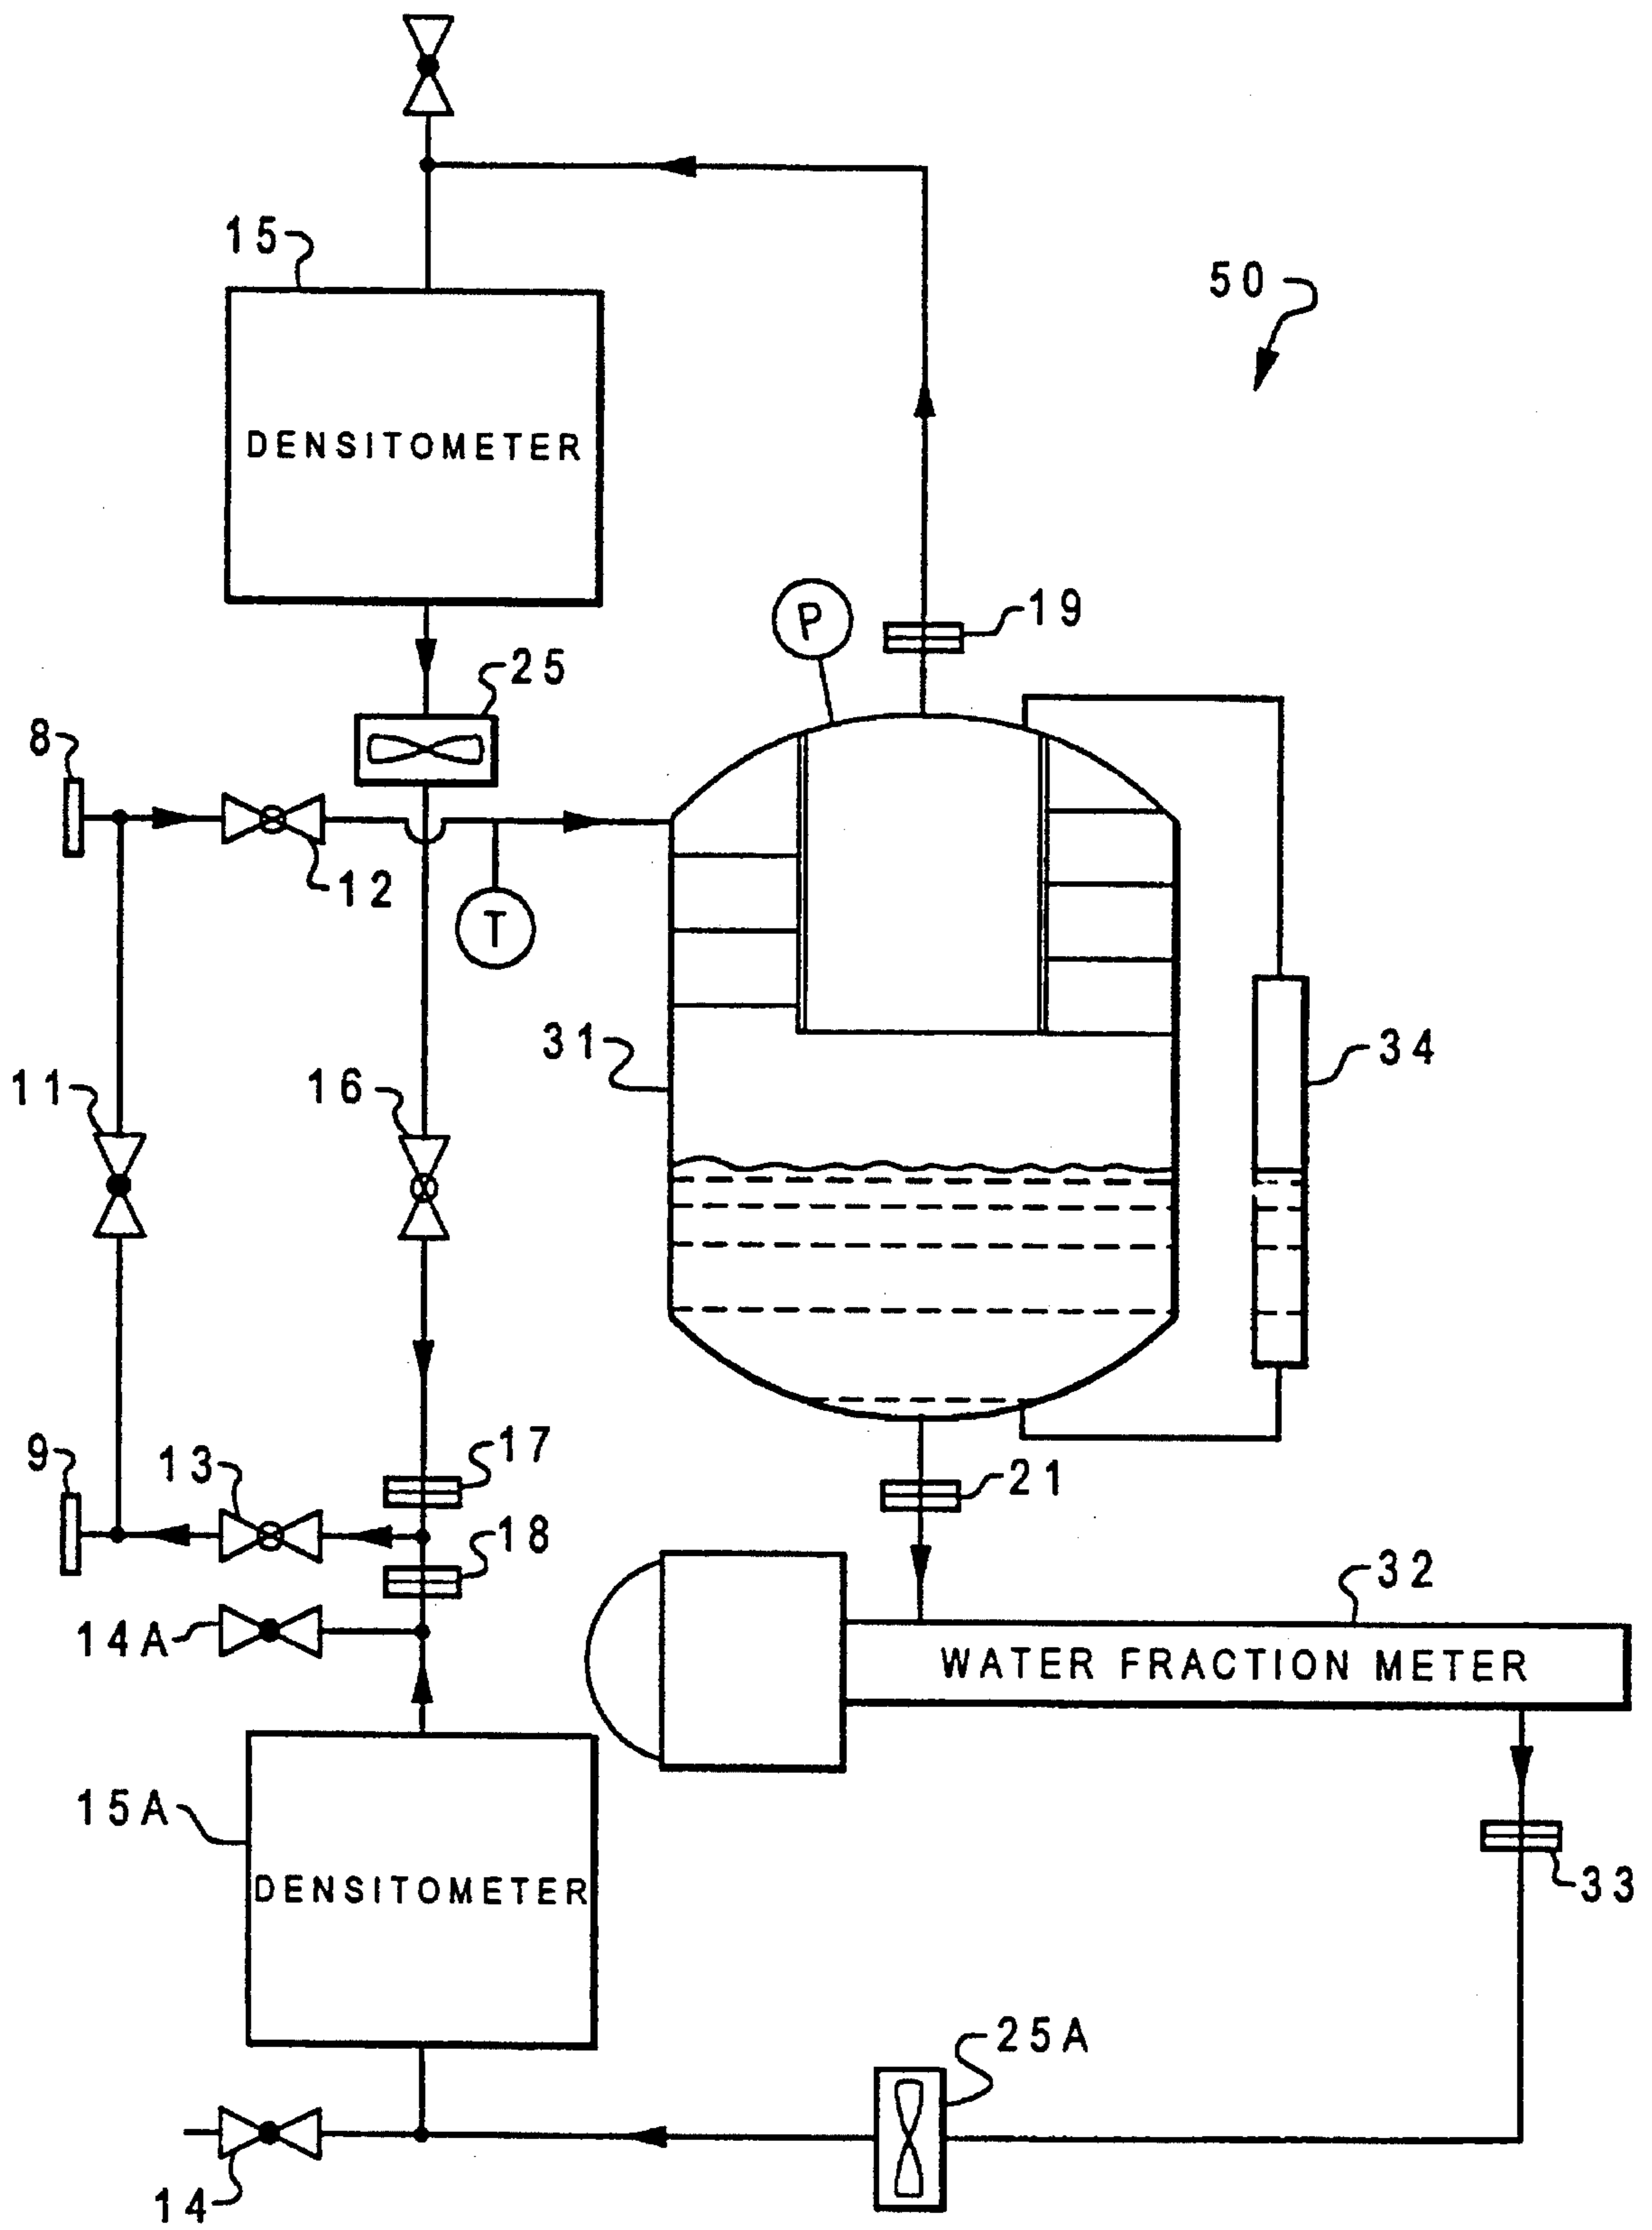 15
50
DENSITOMETER
P
19
25
8
12
T
31
34
11
16
17
9
13
21
18
32
14A
WATER FRACTION METER
15A
33
DENSITOMETER
25A
14